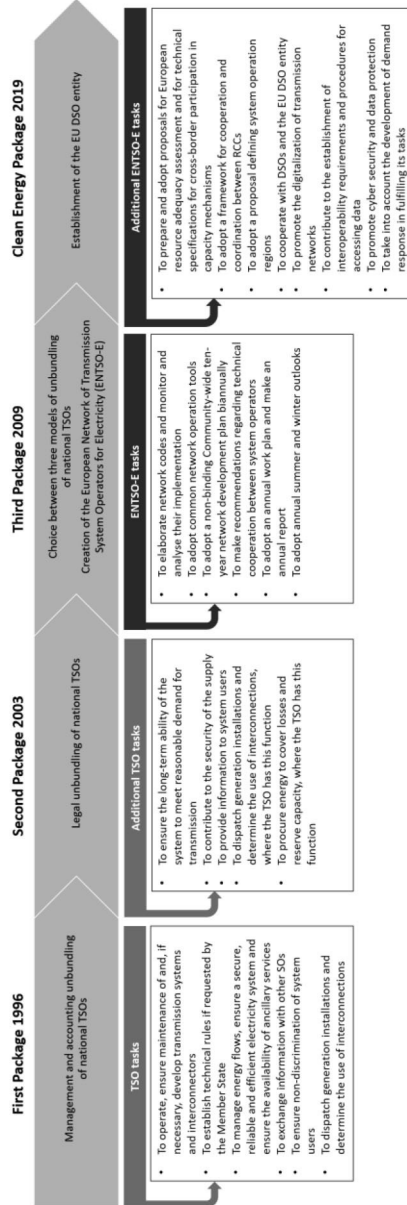 First Package 1996
Management and accounting unbundling
of national TSOs
TSO tasks
• To operate, ensure maintenance of and, if
necessary, develop transmission systems
and interconnectors
• To establish technical rules if requested by
the Member State
• To manage energy flows, ensure a secure,
reliable and efficient electricity system and
ensure the availability of ancillary services
• To exchange information with other SOs
• To ensure non-discrimination of system
users
• To dispatch generation installations and
determine the use of interconnections
Second Package 2003
Legal unbundling of national TSOs
Additional TSO tasks
• To ensure the long-term ability of the
system to meet reasonable demand for
transmission
• To contribute to the security of the supply
• To provide information to system users
• To dispatch generation installations and
determine the use of interconnections,
where the TSO has this function
• To procure energy to cover losses and
reserve capacity, where the TSO has this
function
Third Package 2009
Choice between three models of unbundling
of national TSOs
Creation of the European Network of Transmission
System Operators for Electricity (ENTSO-E)
ENTSO-E tasks
• To elaborate network codes and monitor and
analyse their implementation
• To adopt common network operation tools
• To adopt a non-binding Community-wide ten-
year network development plan biannually
• To make recommendations regarding technical
cooperation between system operators
• To adopt an annual work plan and make an
annual report
• To adopt annual summer and winter outlooks
Clean Energy Package 2019
Establishment of the EU DSO entity
Additional ENTSO-E tasks
• To prepare and adopt proposals for European
resource adequacy assessment and for technical
specifications for cross-border participation in
capacity mechanisms
• To adopt a framework for cooperation and
coordination between RCCs
• To adopt a proposal defining system operation
regions
• To cooperate with DSOs and the EU DSO entity
• To promote the digitalization of transmission
networks
• To contribute to the establishment of
interoperability requirements and procedures for
accessing data
• To promote cyber security and data protection
• To take into account the development of demand
response in fulfilling its tasks